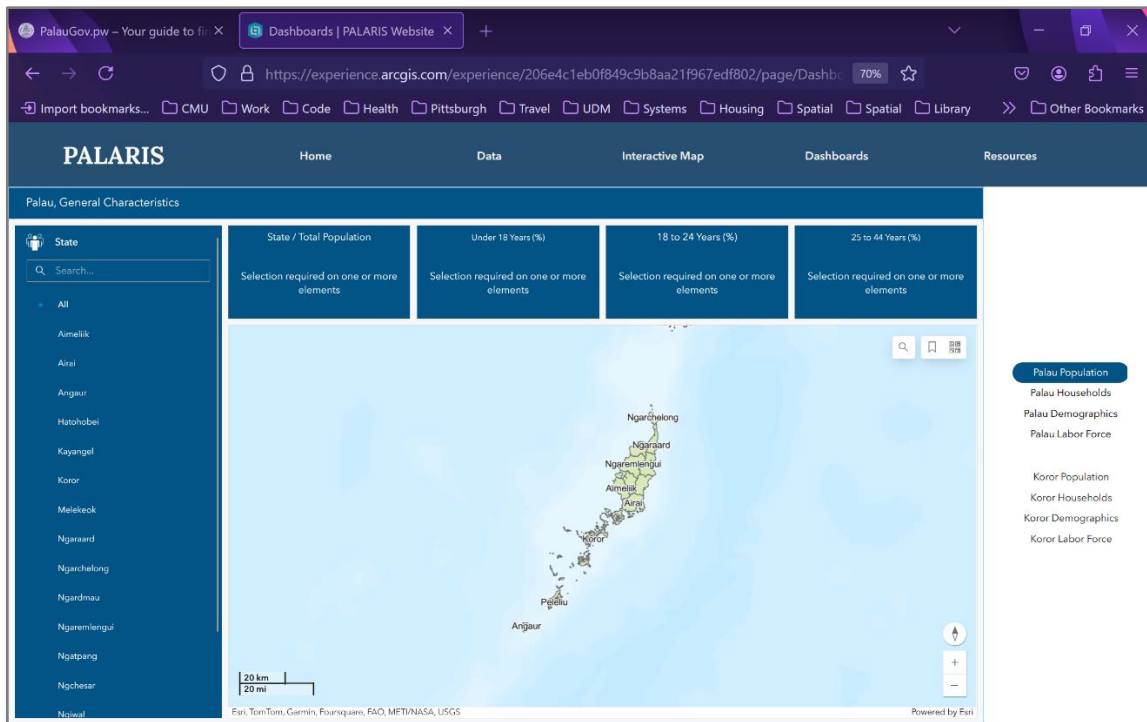 PalauGov.pw – Your guide to fin
Dashboards | PALARIS Website
https://experience.arcgis.com/experience/206e4c1eb0f849c9b8aa21f967edf802/page/Dashbo
70%
Import bookmarks...
CMU
Work
Code
Health
Pittsburgh
Travel
UDM
Systems
Housing
Spatial
Spatial
Library
Other Bookmarks
PALARIS
Home
Data
Interactive Map
Dashboards
Resources
Palau, General Characteristics
State
Search...
All
Aimeliik
Airai
Angaur
Hatohobei
Kayangel
Koror
Melekeok
Ngaraard
Ngarchelong
Ngardmau
Ngaremlengui
Ngatpang
Ngchesar
Ngiwal
State / Total Population
Selection required on one or more
elements
Under 18 Years (%)
Selection required on one or more
elements
18 to 24 Years (%)
Selection required on one or more
elements
25 to 44 Years (%)
Selection required on one or more
elements
Ngarchelong
Ngaraard
Ngaremlengui
Aimeliik
Airai
Koror
Peleliu
Angaur
20 km
20 mi
Esri, TomTom, Garmin, Foursquare, FAO, METI/NASA, USGS
Powered by Esri
Palau Population
Palau Households
Palau Demographics
Palau Labor Force
Koror Population
Koror Households
Koror Demographics
Koror Labor Force